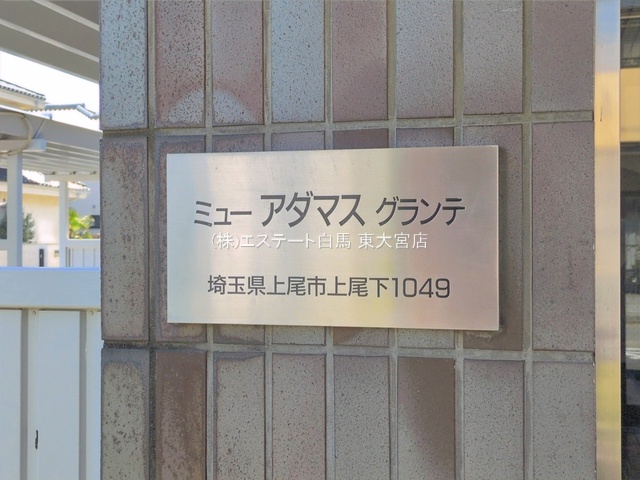 ミュー アダマス グランテ
(株)エステート白馬 東大宮店
埼玉県上尾市上尾下1049